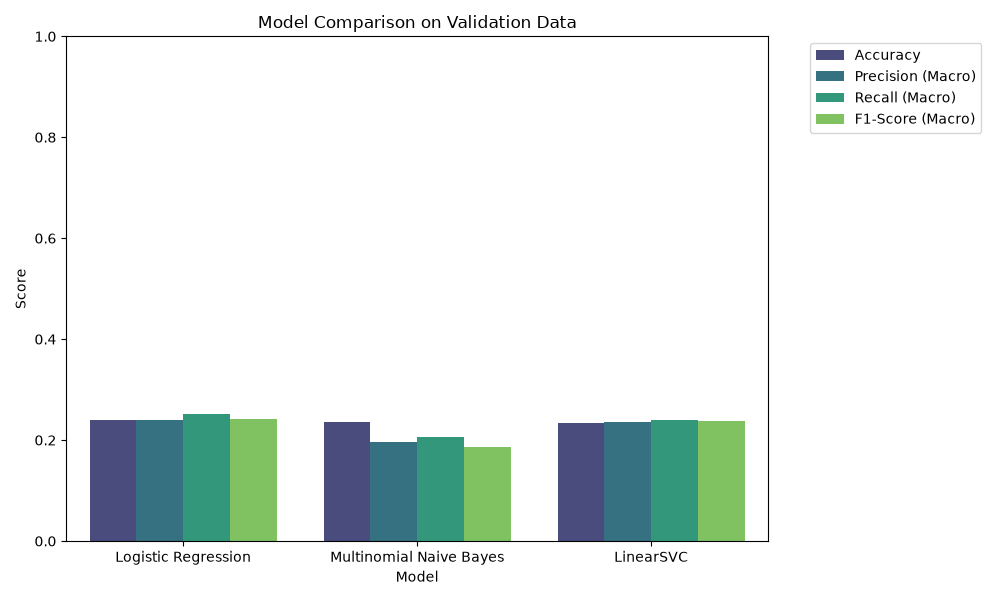 Model Comparison on Validation Data
1.0
0.8
0.6
0.4
0.2
0.0
Score
Logistic Regression
Multinomial Naive Bayes
LinearSVC
Model
Accuracy
Precision (Macro)
Recall (Macro)
F1-Score (Macro)